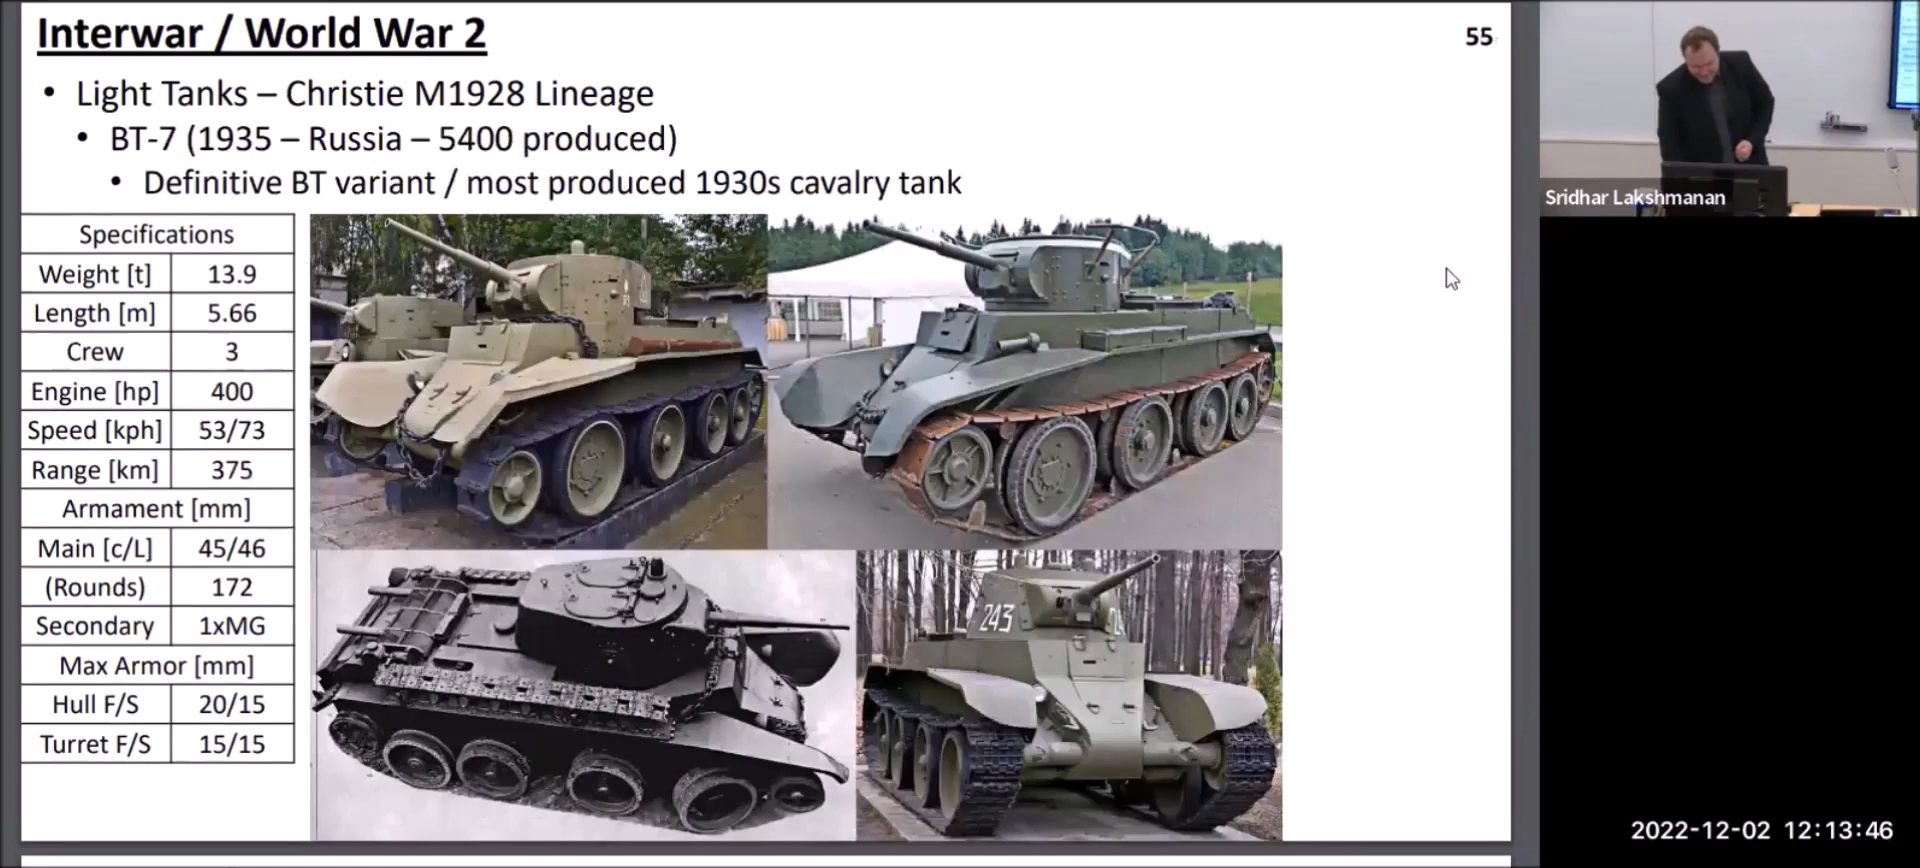 Interwar / World War 2
55
• Light Tanks – Christie M1928 Lineage
• BT-7 (1935 – Russia – 5400 produced)
• Definitive BT variant / most produced 1930s cavalry tank
Specifications
Weight [t] 13.9
Length [m] 5.66
Crew 3
Engine [hp] 400
Speed [kph] 53/73
Range [km] 375
Armament [mm]
Main [c/L] 45/46
(Rounds) 172
Secondary 1xMG
Max Armor [mm]
Hull F/S 20/15
Turret F/S 15/15
243
Sridhar Lakshmanan
2022-12-02 12:13:46